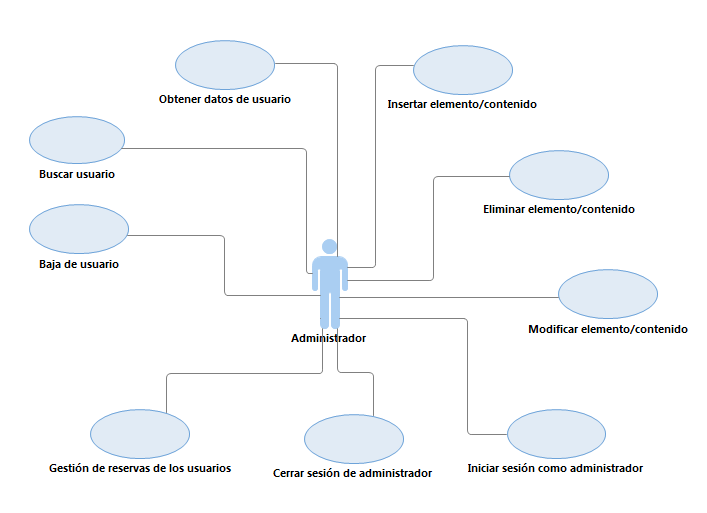 Obtener datos de usuario
Insertar elemento/contenido
Buscar usuario
Eliminar elemento/contenido
Baja de usuario
Modificar elemento/contenido
Administrador
Gestión de reservas de los usuarios
Cerrar sesión de administrador
Iniciar sesión como administrador